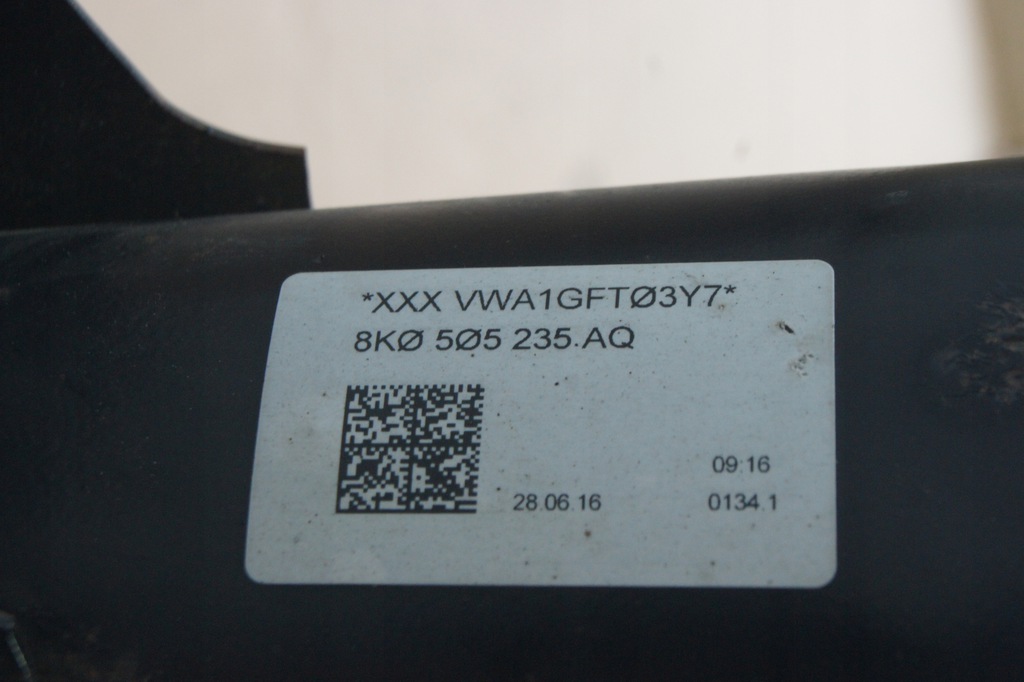 *XXX VWA1GFTØ3Y7*
8KØ 5Ø5 235.AQ
09:16
28.06.16 0134.1